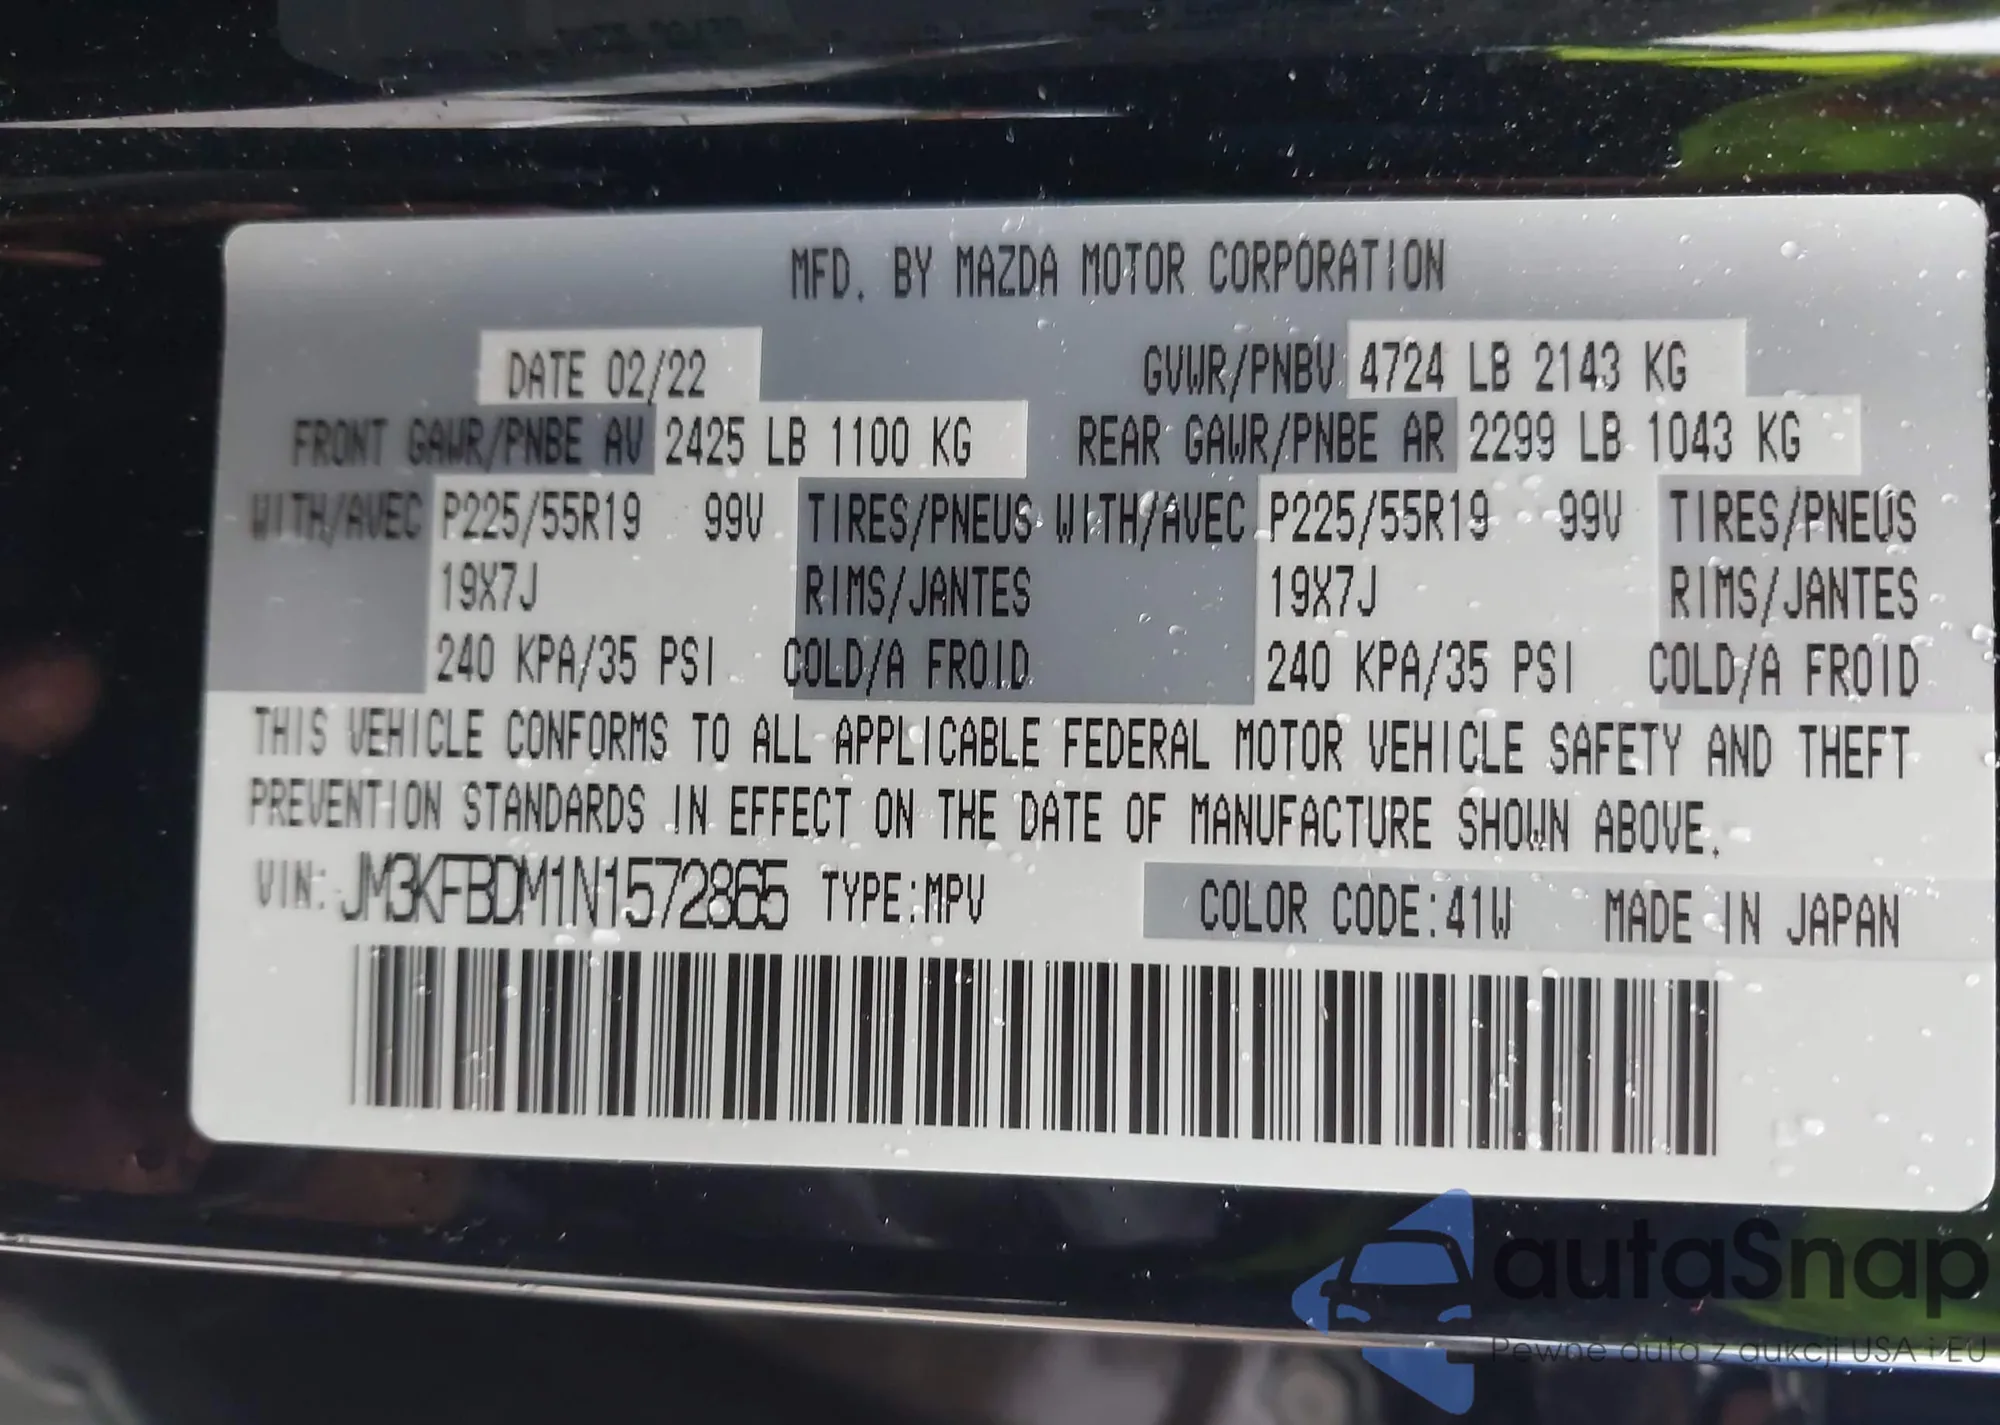 MFD. BY MAZDA MOTOR CORPORATION
DATE 02/22 GVWR/PNBV 4724 LB 2143 KG
FRONT GAWR/PNBE AV 2425 LB 1100 KG REAR GAWR/PNBE AR 2299 LB 1043 KG
WITH/AVEC P225/55R19 99V TIRES/PNEUS WITH/AVEC P225/55R19 99V TIRES/PNEUS
19X7J RIMS/JANTES 19X7J RIMS/JANTES
240 KPA/35 PSI COLD/A FROID 240 KPA/35 PSI COLD/A FROID
THIS VEHICLE CONFORMS TO ALL APPLICABLE FEDERAL MOTOR VEHICLE SAFETY AND THEFT
PREVENTION STANDARDS IN EFFECT ON THE DATE OF MANUFACTURE SHOWN ABOVE.
VIN: JM3KFBDM1N1572865 TYPE:MPV COLOR CODE:41W MADE IN JAPAN
autaSnap
Pewne auta z aukcji USA i EU